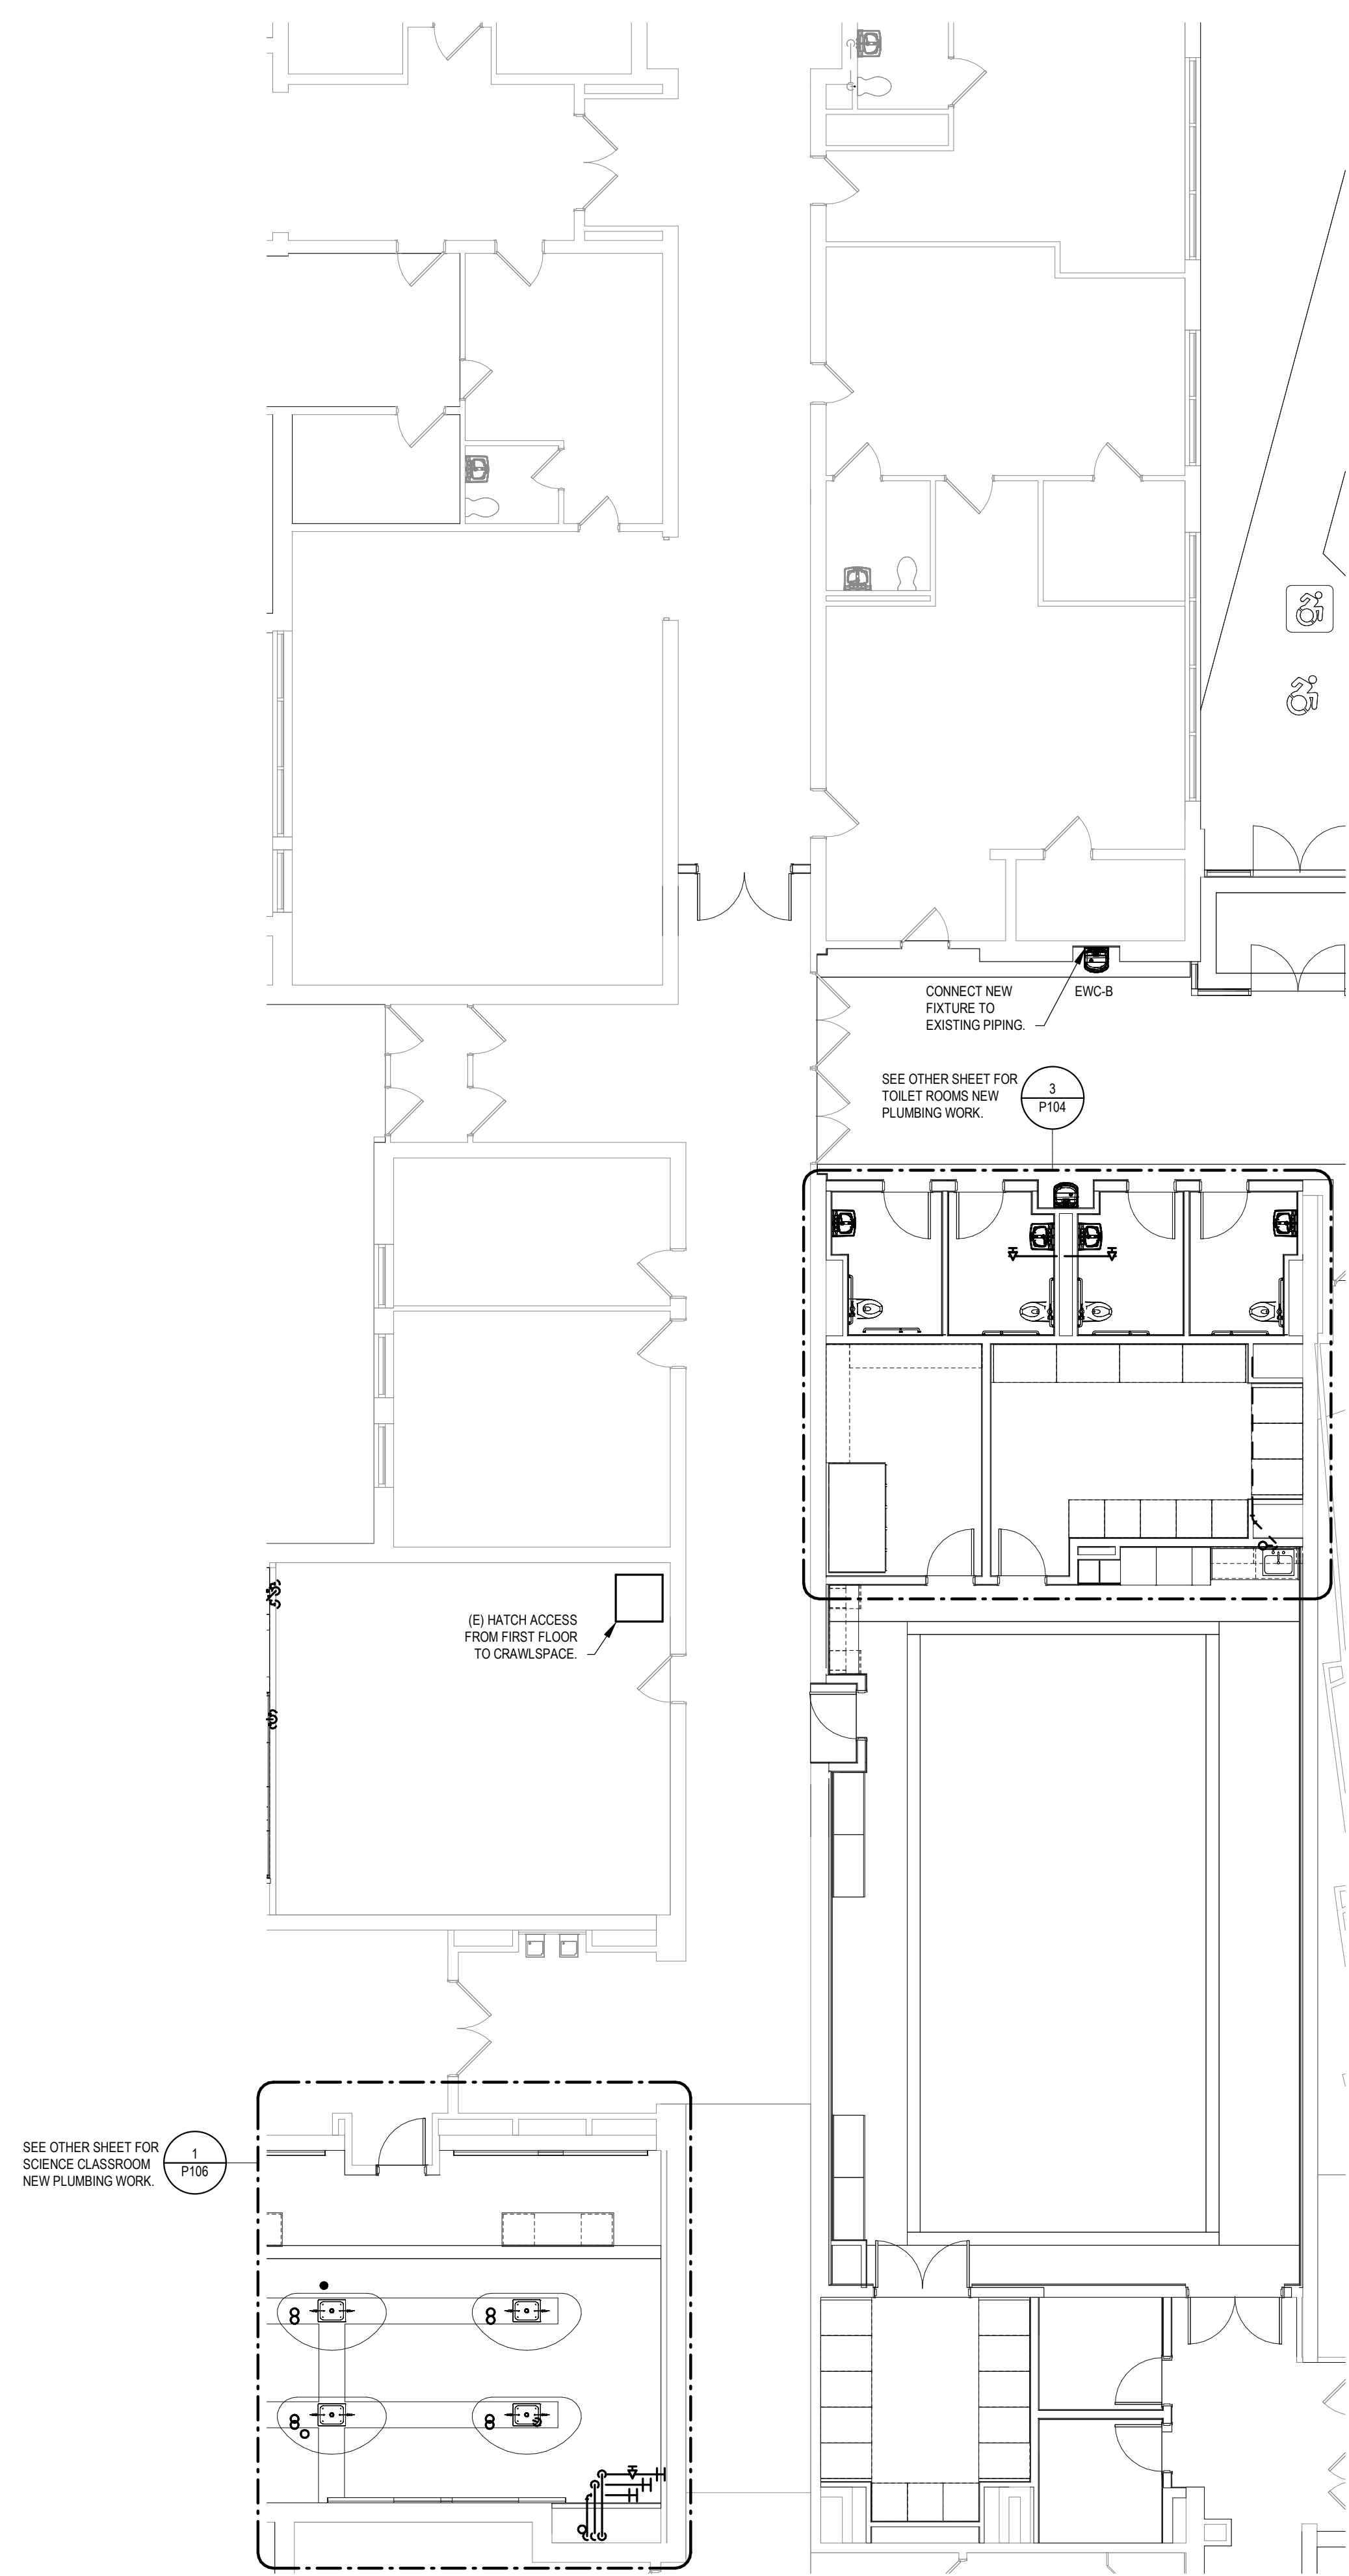 CONNECT NEW
FIXTURE TO
EXISTING PIPING.
EWC-B
SEE OTHER SHEET FOR
TOILET ROOMS NEW
PLUMBING WORK.
3
P104
(E) HATCH ACCESS
FROM FIRST FLOOR
TO CRAWLSPACE.
SEE OTHER SHEET FOR
SCIENCE CLASSROOM
NEW PLUMBING WORK.
1
P106